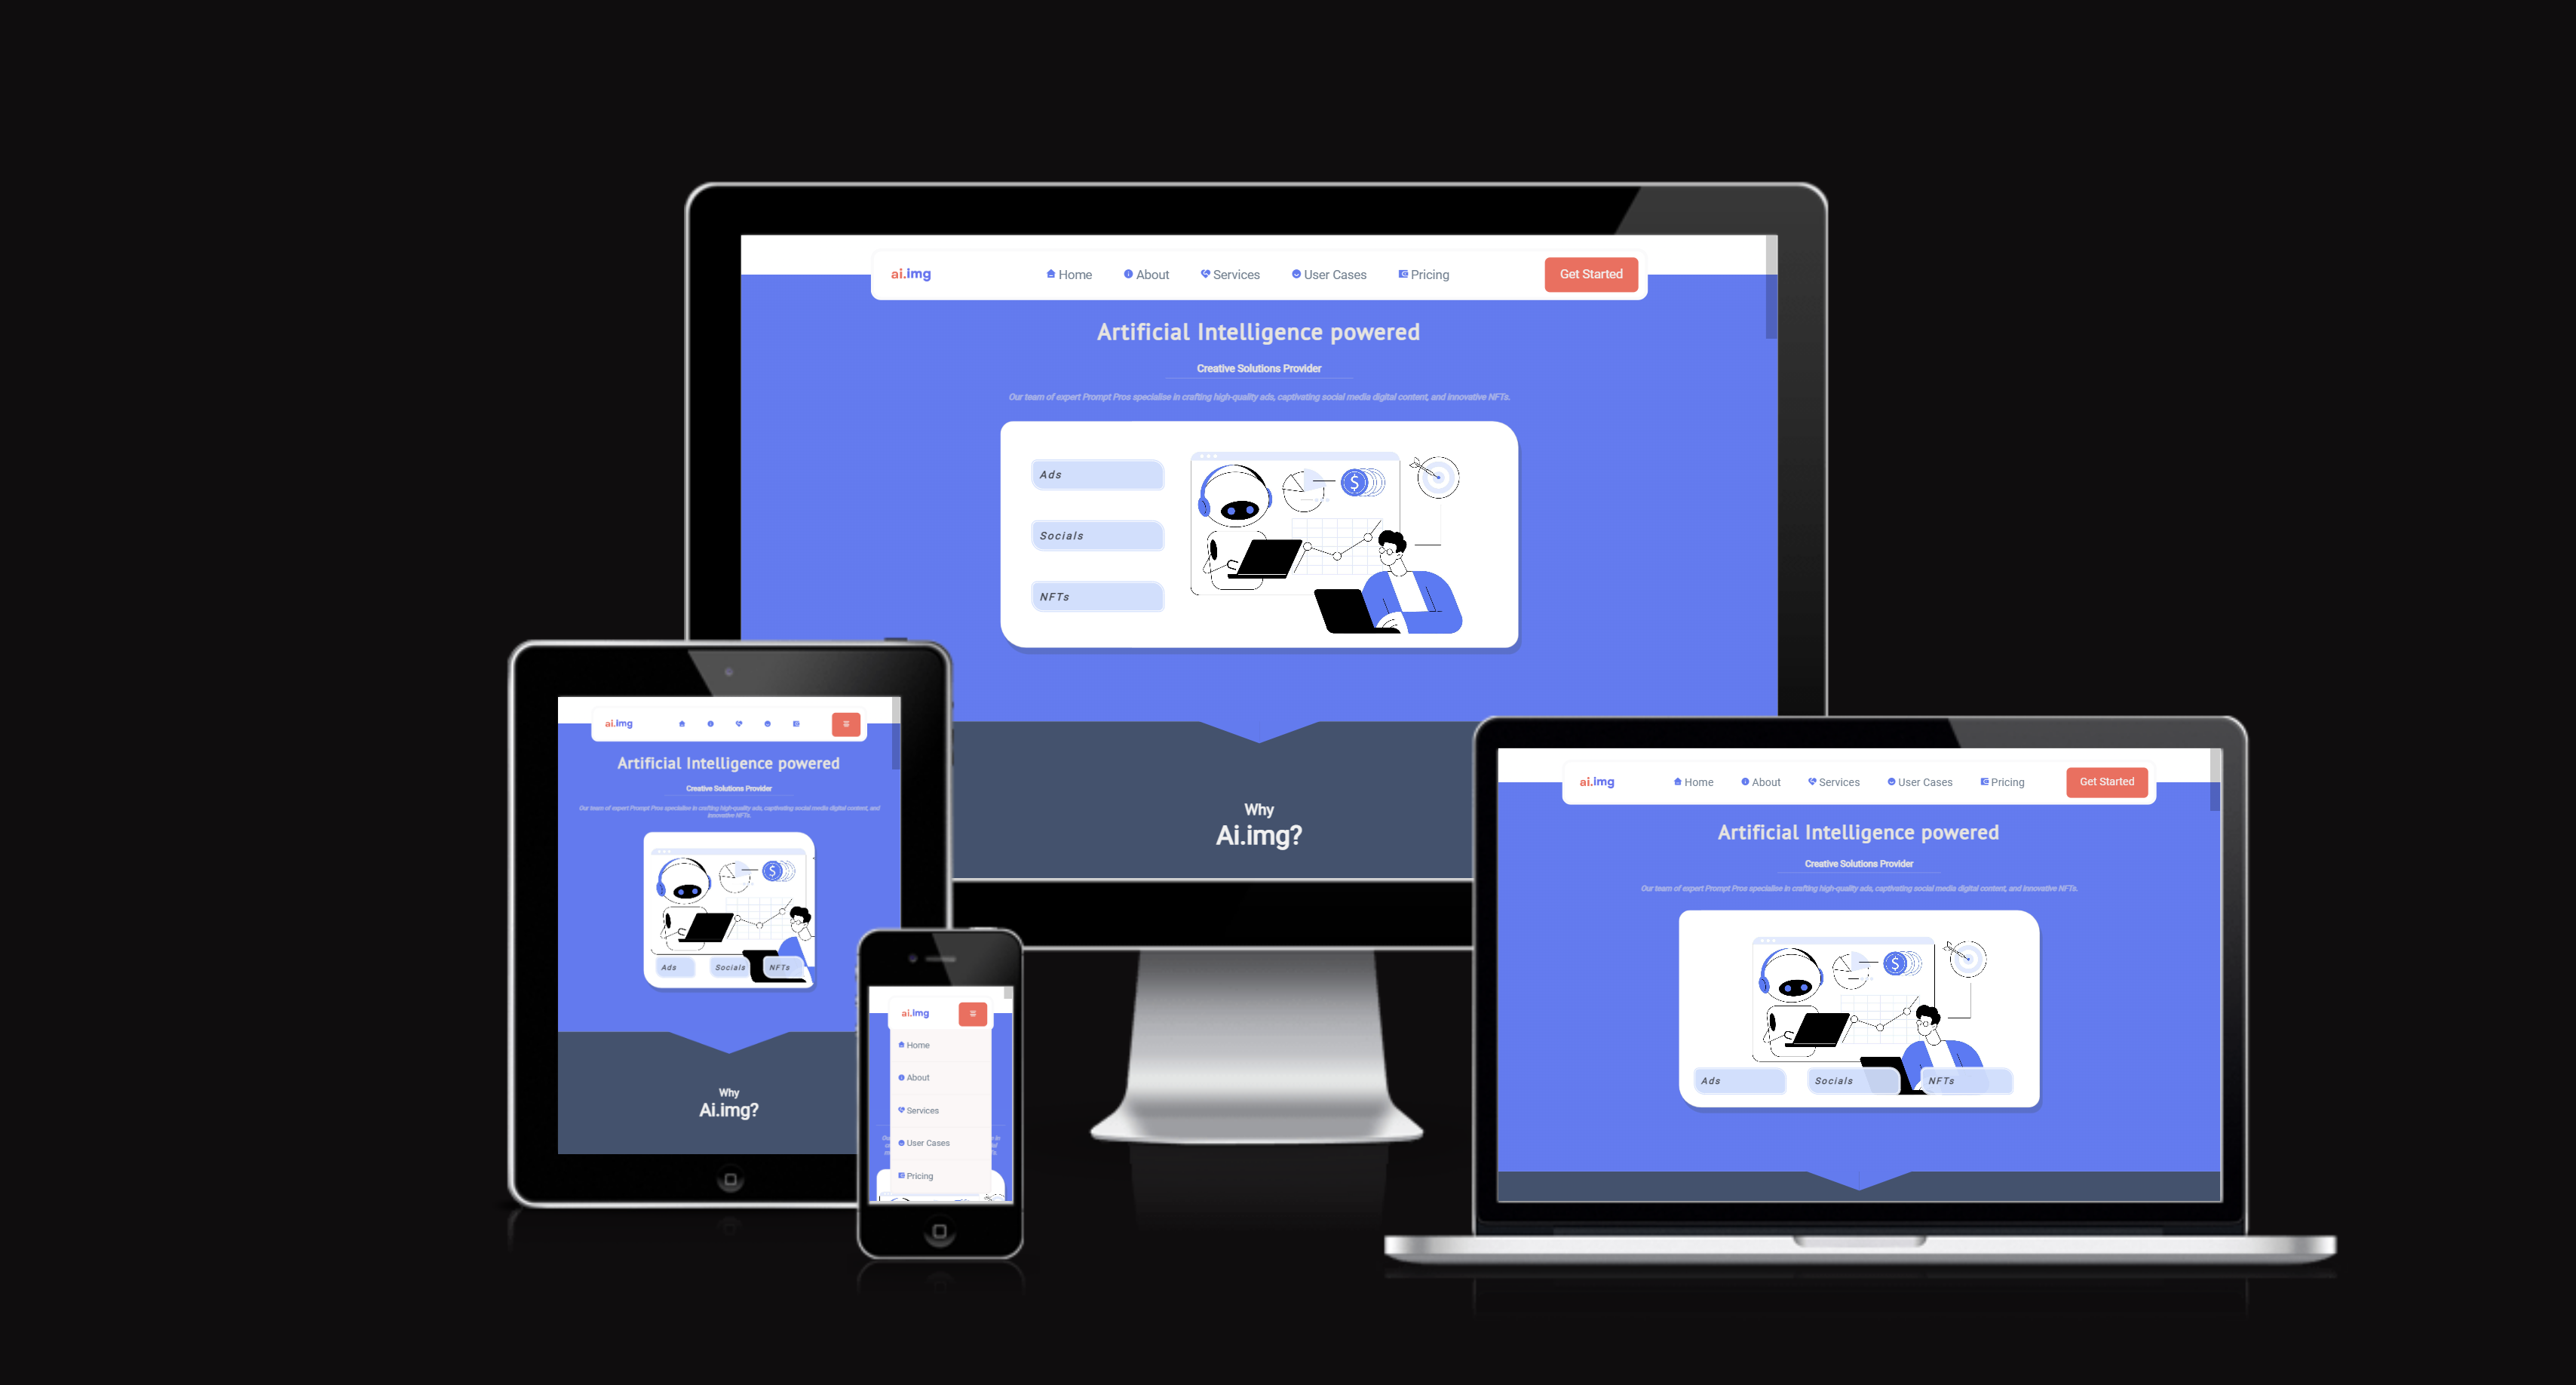 ai.img
Home
About
Services
User Cases
Pricing
Get Started
Artificial Intelligence powered
Creative Solutions Provider
Our team of expert Prompt Pros specialise in crafting high-quality ads, captivating social media digital content, and innovative NFTs.
Ads
Socials
NFTs
$
Why
Ai.img?
ai.img
Artificial Intelligence powered
Creative Solutions Provider
Our team of expert Prompt Pros specialise in crafting high-quality ads, captivating social media digital content, and
innovative NFTs.
$
Ads
Socials
NFTs
Why
Ai.img?
ai.img
Home
About
Services
User Cases
Pricing
ai.img
Home
About
Services
User Cases
Pricing
Get Started
Artificial Intelligence powered
Creative Solutions Provider
Our team of expert Prompt Pros specialise in crafting high-quality ads, captivating social media digital content, and innovative NFTs.
$
Ads
Socials
NFTs